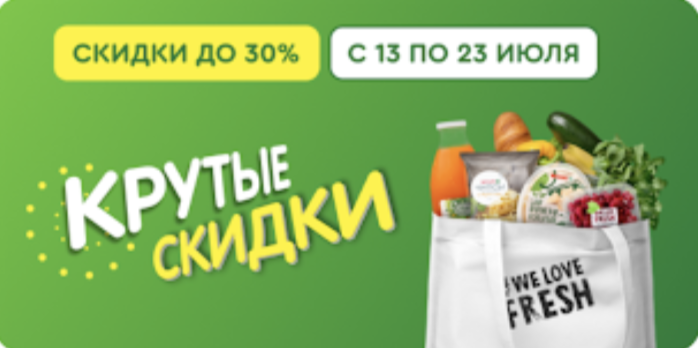 СКИДКИ ДО 30%
С 13 ПО 23 ИЮЛЯ
КРУТЫЕ
СКИДКИ
#WE LOVE
FRESH